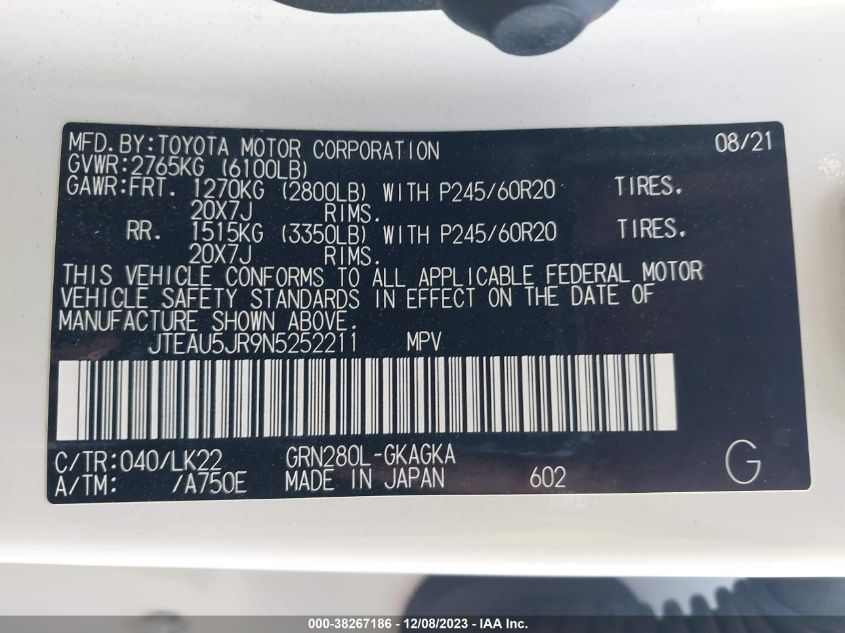 MFD.BY:TOYOTA MOTOR CORPORATION 08/21
GVWR:2765KG (6100LB)
GAWR:FRT. 1270KG (2800LB) WITH P245/60R20 TIRES.
20X7J RIMS.
RR. 1515KG (3350LB) WITH P245/60R20 TIRES.
20X7J RIMS.
THIS VEHICLE CONFORMS TO ALL APPLICABLE FEDERAL MOTOR
VEHICLE SAFETY STANDARDS IN EFFECT ON THE DATE OF
MANUFACTURE SHOWN ABOVE.
JTEAU5JR9N5252211 MPV
C/TR:040/LK22 GRN280L-GKAGKA
A/TM: /A750E MADE IN JAPAN 602 G
000-38267186 - 12/08/2023 - IAA Inc.